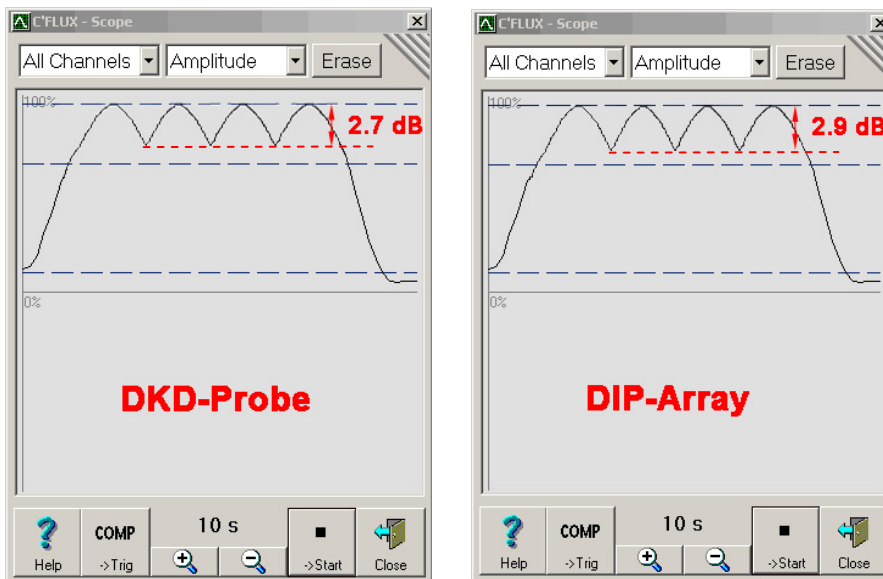 C'FLUX - Scope
All Channels Amplitude Erase
100%
2.7 dB
0%
DKD-Probe
Help
COMP
->Trig
10 s
->Start
Close
C'FLUX - Scope
All Channels Amplitude Erase
100%
2.9 dB
0%
DIP-Array
Help
COMP
->Trig
10 s
->Start
Close